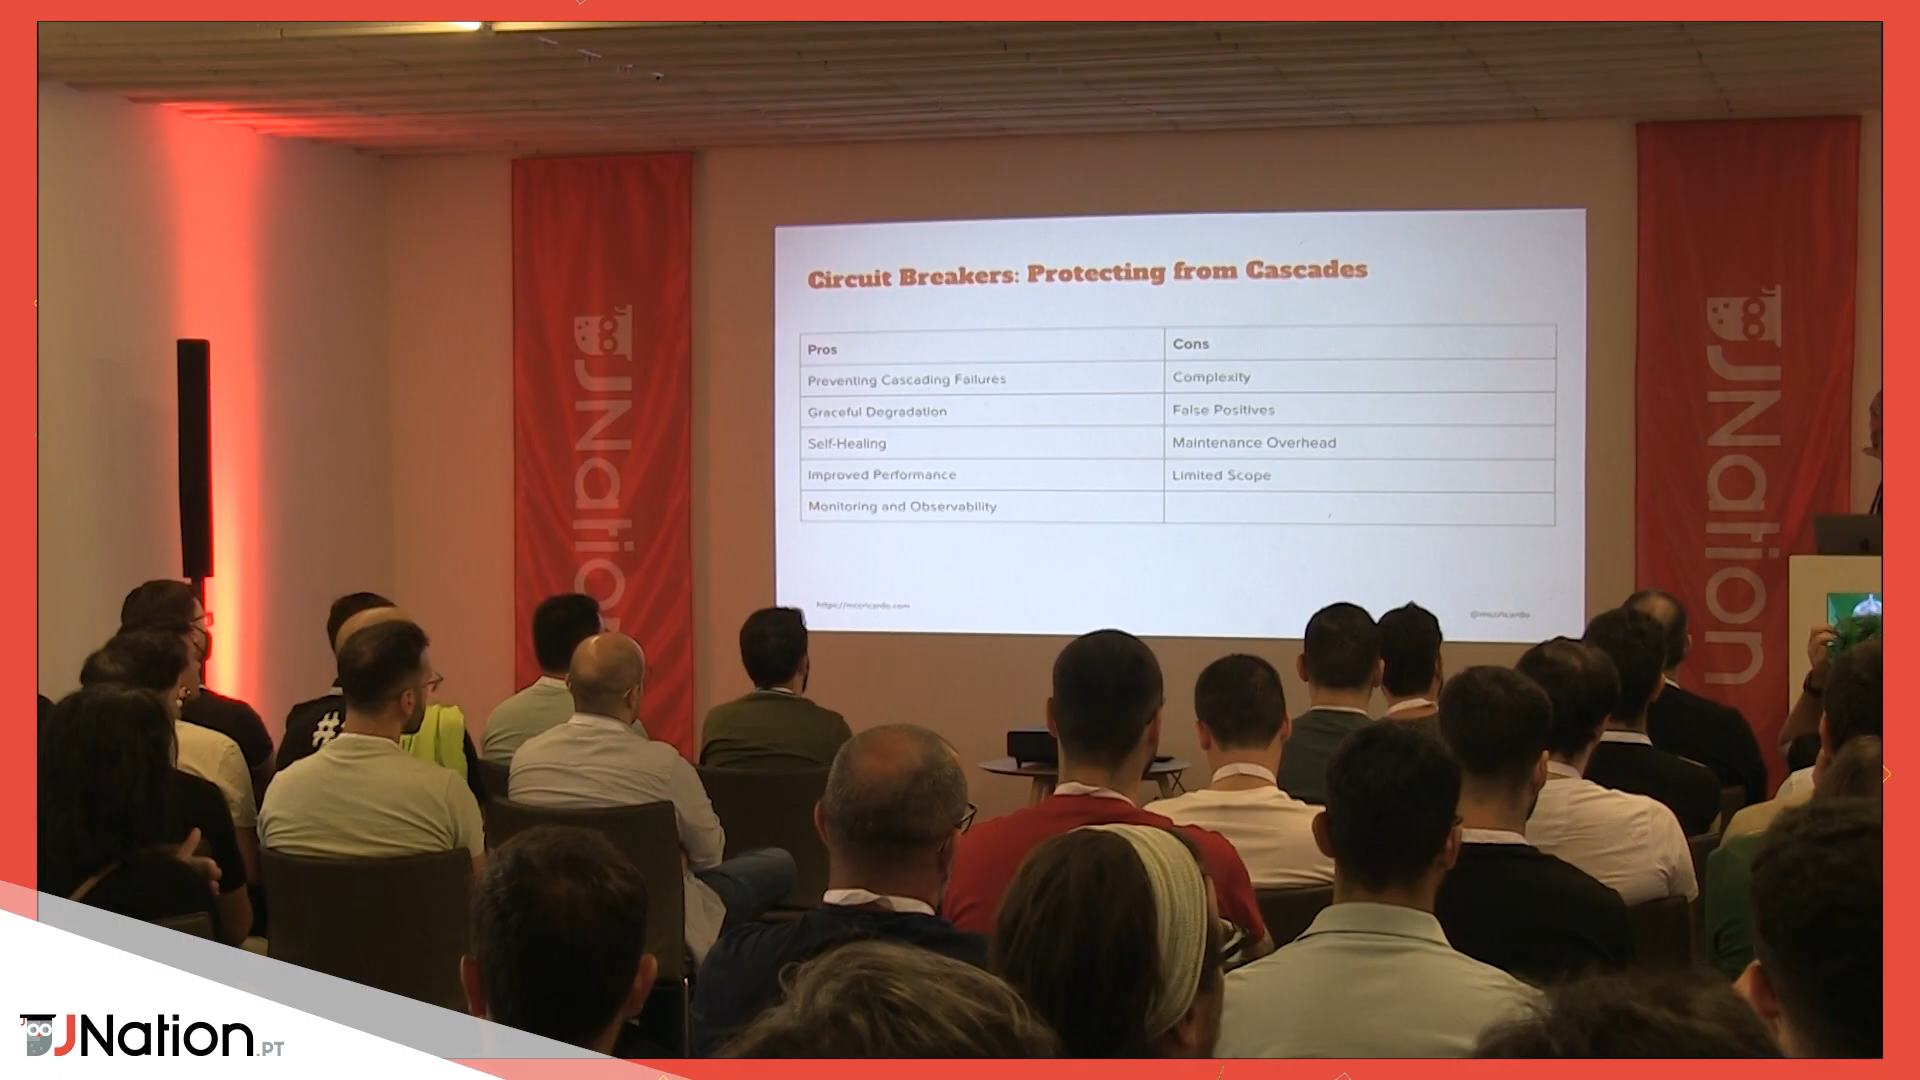 Circuit Breakers: Protecting from Cascades
Pros
Cons
Preventing Cascading Failures
Complexity
Graceful Degradation
False Positives
Self-Healing
Maintenance Overhead
Improved Performance
Limited Scope
Monitoring and Observability
JNation
JNation
JNation.PT